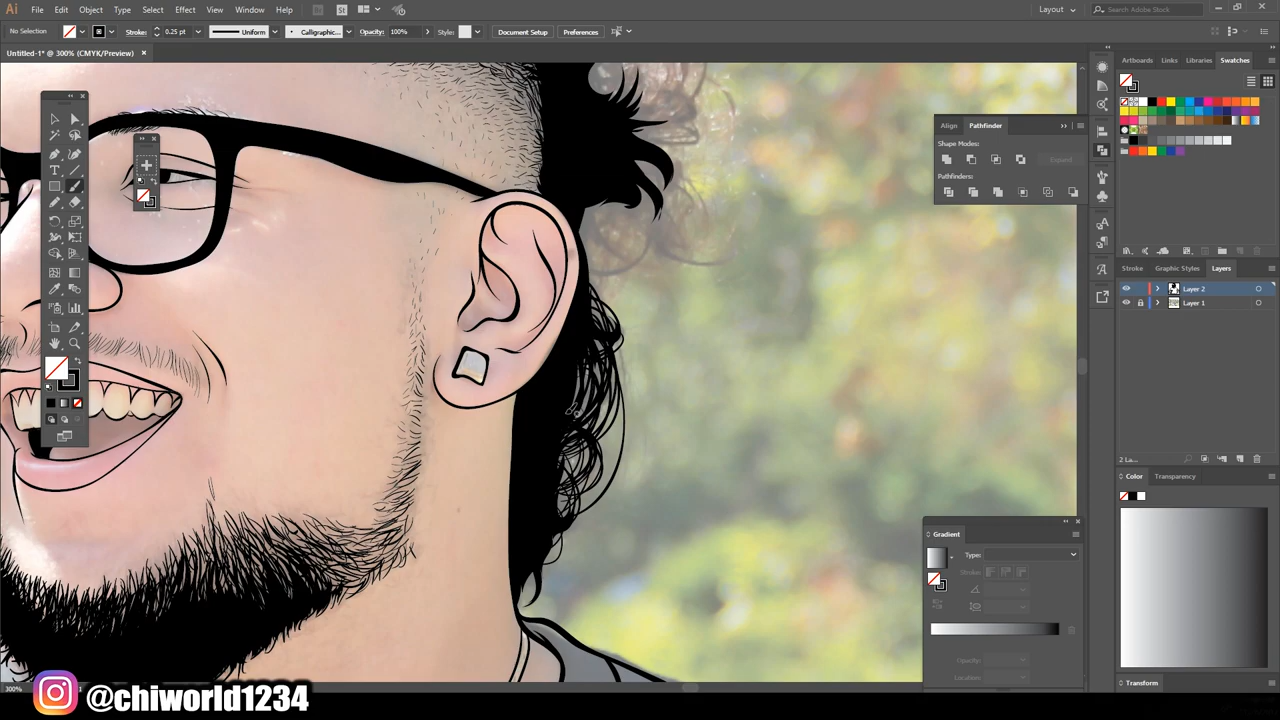 Ai File Edit Object Type Select Effect View Window Help Br St Layout Search Adobe Stock
No Selection Stroke: 0.25 pt Uniform Calligraphic... Opacity: 100% Style: Document Setup Preferences
Untitled-1* @ 300% (CMYK/Preview)
Artboards Links Libraries Swatches
Align Pathfinder
Shape Modes:
Expand
Pathfinders:
Stroke Graphic Styles Layers
Layer 2
Layer 1
2 La...
Color Transparency
Gradient
Type:
Stroke:
Opacity:
Location:
Transform
300%
@chiworld1234